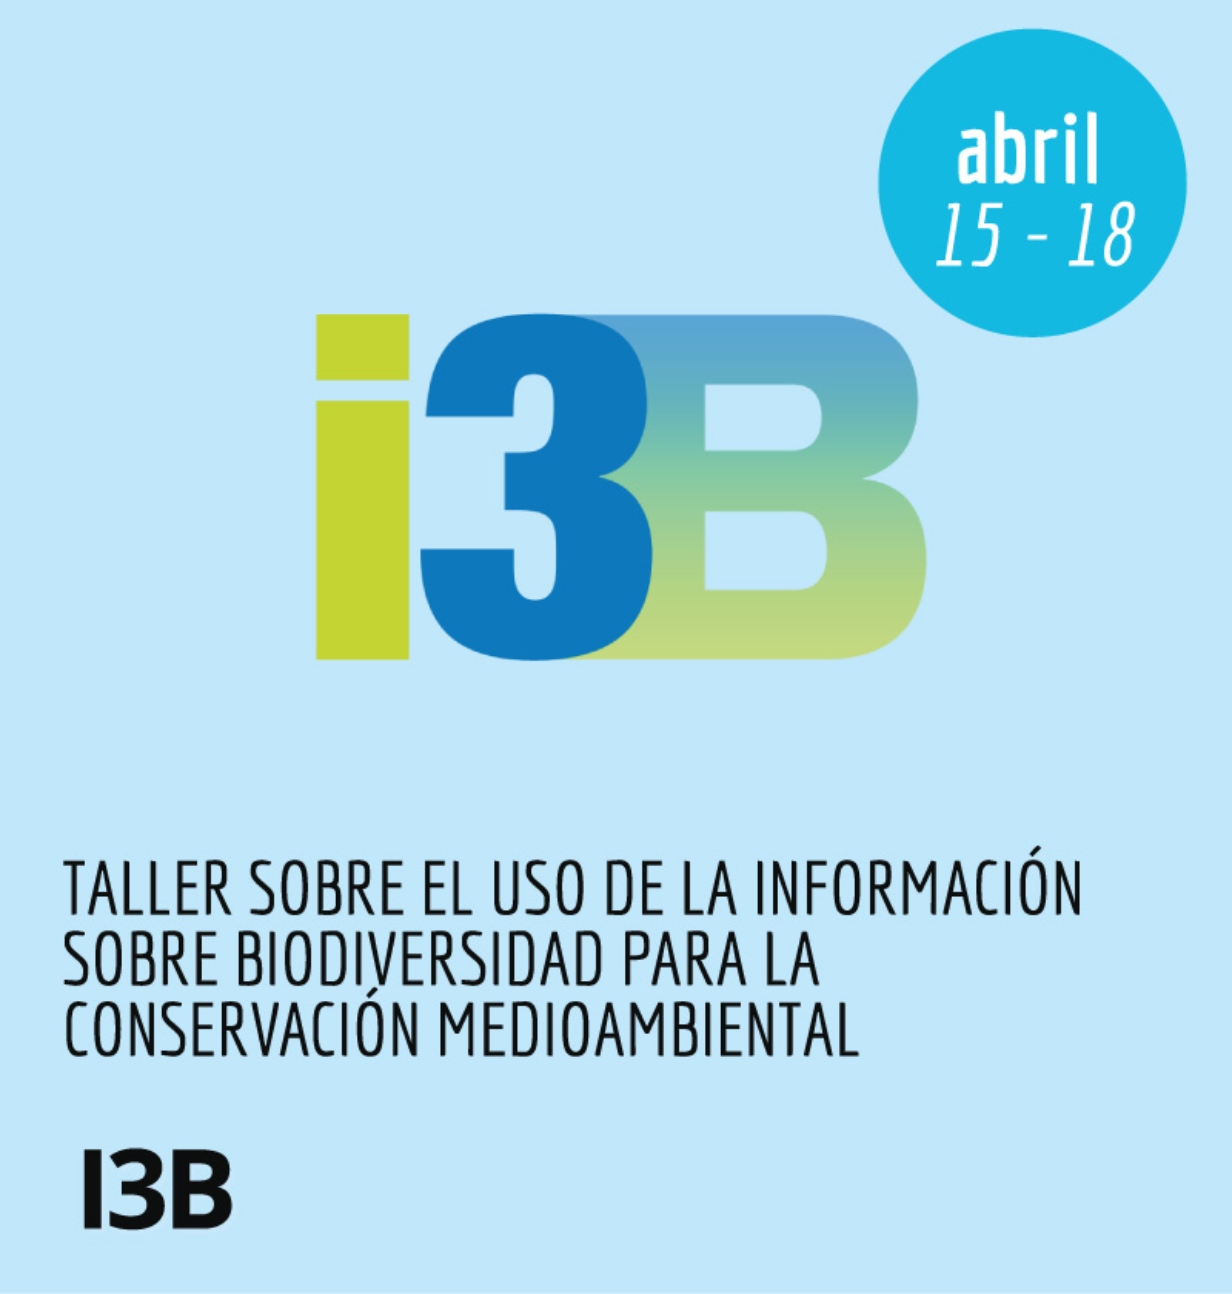 abril
15 - 18
i3B
TALLER SOBRE EL USO DE LA INFORMACIÓN
SOBRE BIODIVERSIDAD PARA LA
CONSERVACIÓN MEDIOAMBIENTAL
I3B